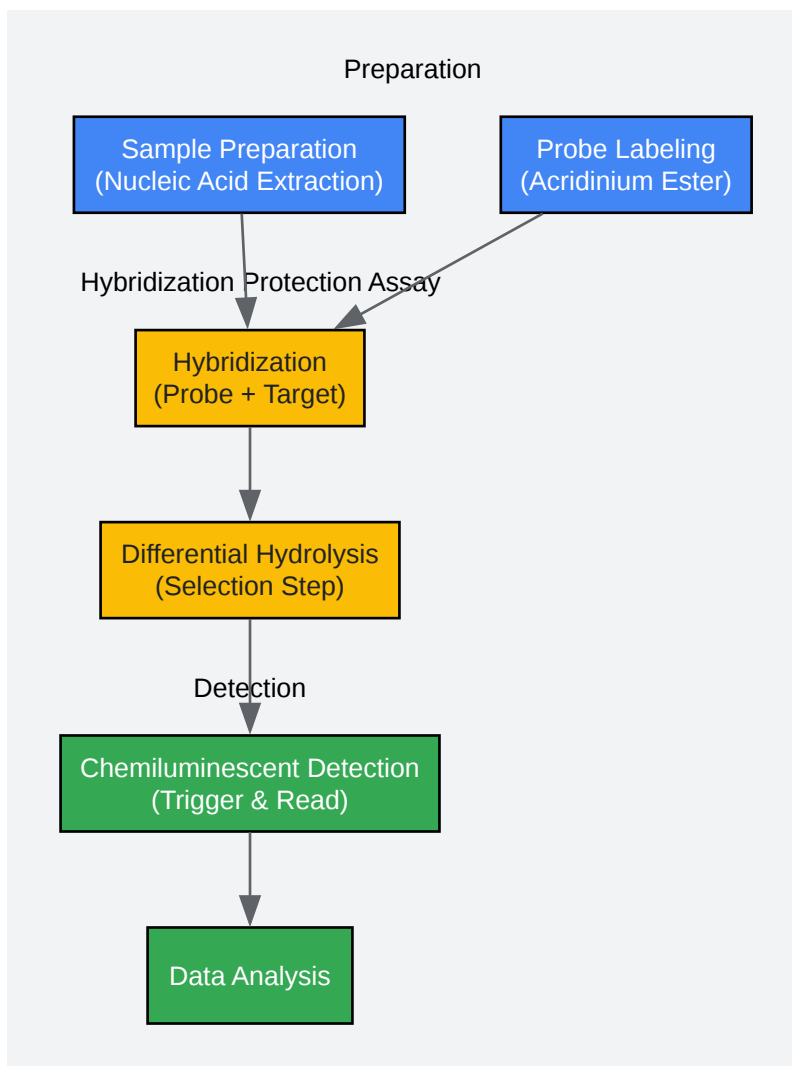 Preparation
Sample Preparation
(Nucleic Acid Extraction)
Probe Labeling
(Acridinium Ester)
Hybridization Protection Assay
Hybridization
(Probe + Target)
Differential Hydrolysis
(Selection Step)
Detection
Chemiluminescent Detection
(Trigger & Read)
Data Analysis